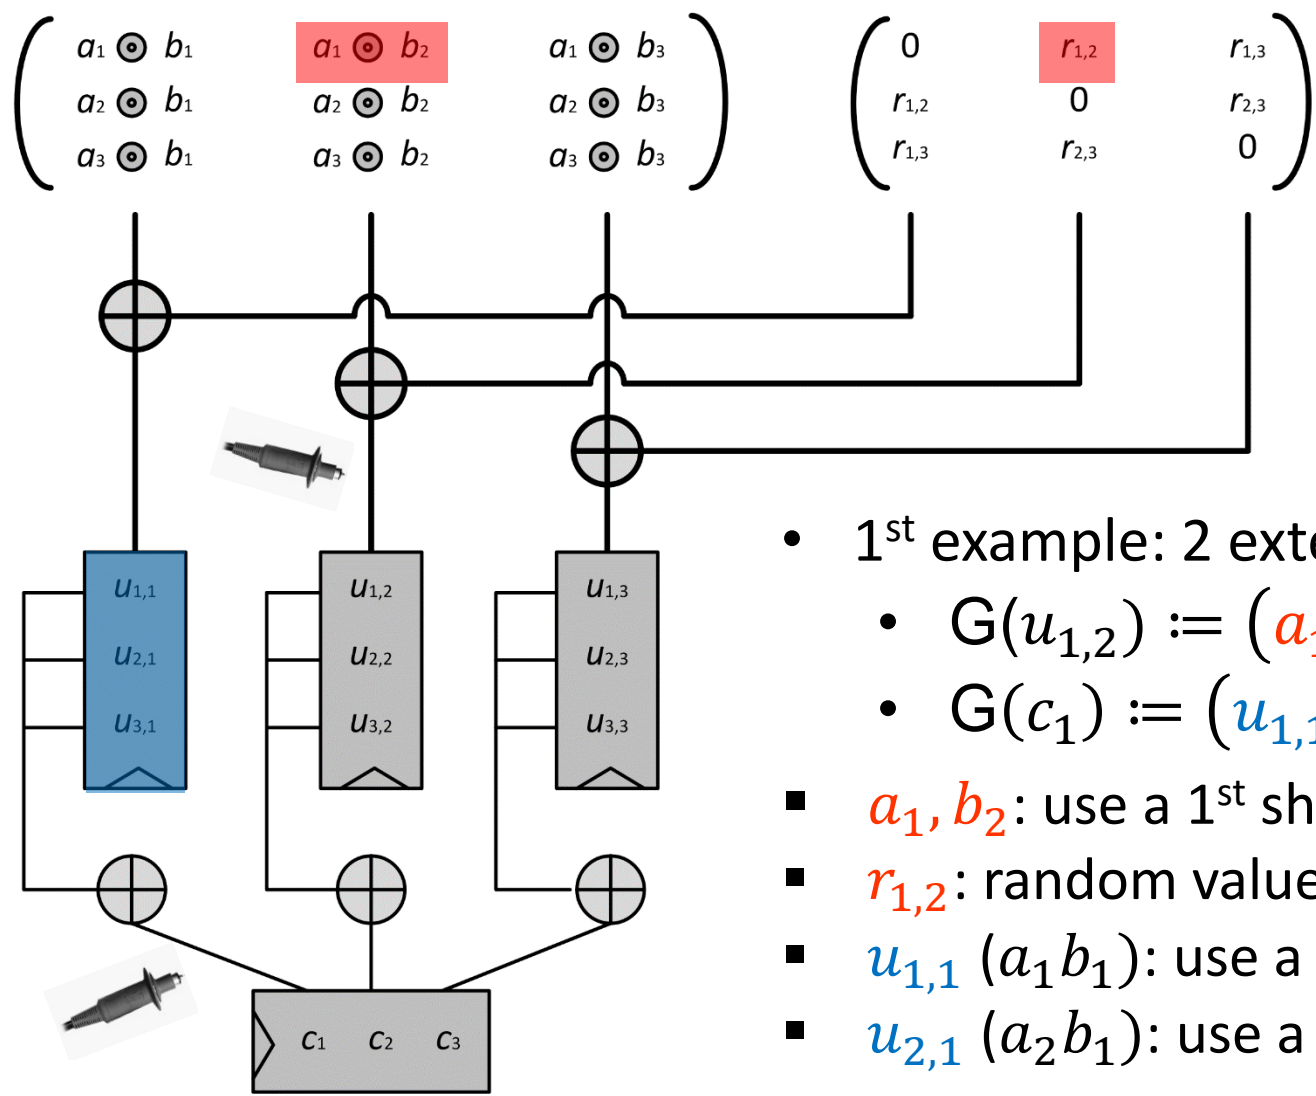 a₁ ⊙ b₁ a₁ ⊙ b₂ a₁ ⊙ b₃ 0 r₁,₂ r₁,₃
a₂ ⊙ b₁ a₂ ⊙ b₂ a₂ ⊙ b₃ r₁,₂ 0 r₂,₃
a₃ ⊙ b₁ a₃ ⊙ b₂ a₃ ⊙ b₃ r₁,₃ r₂,₃ 0
u₁,₁ u₁,₂ u₁,₃
u₂,₁ u₂,₂ u₂,₃
u₃,₁ u₃,₂ u₃,₃
c₁ c₂ c₃
• 1st example: 2 exte
• G(u₁,₂) ≔ (a₁
• G(c₁) ≔ (u₁,₁
▪ a₁, b₂: use a 1st sh
▪ r₁,₂: random value
▪ u₁,₁ (a₁b₁): use a
▪ u₂,₁ (a₂b₁): use a